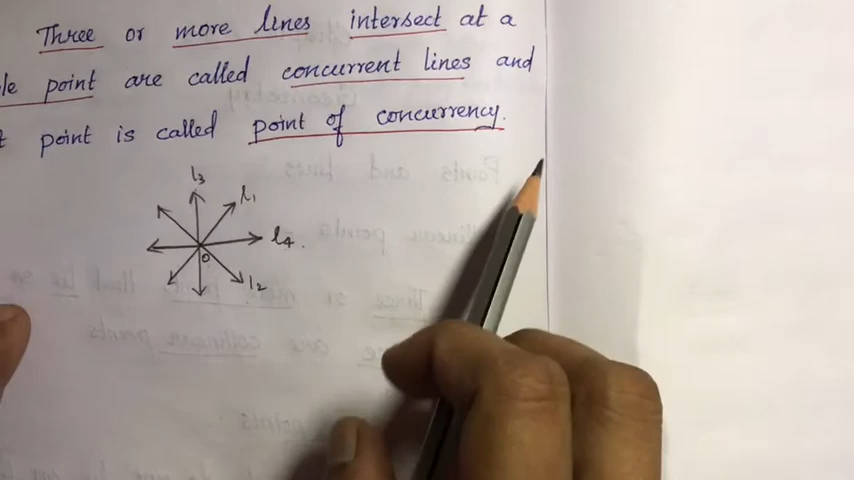 Three or more lines intersect at a
point are called concurrent lines and
point is called point of concurrency.
l3
l1
l4.
O
l2